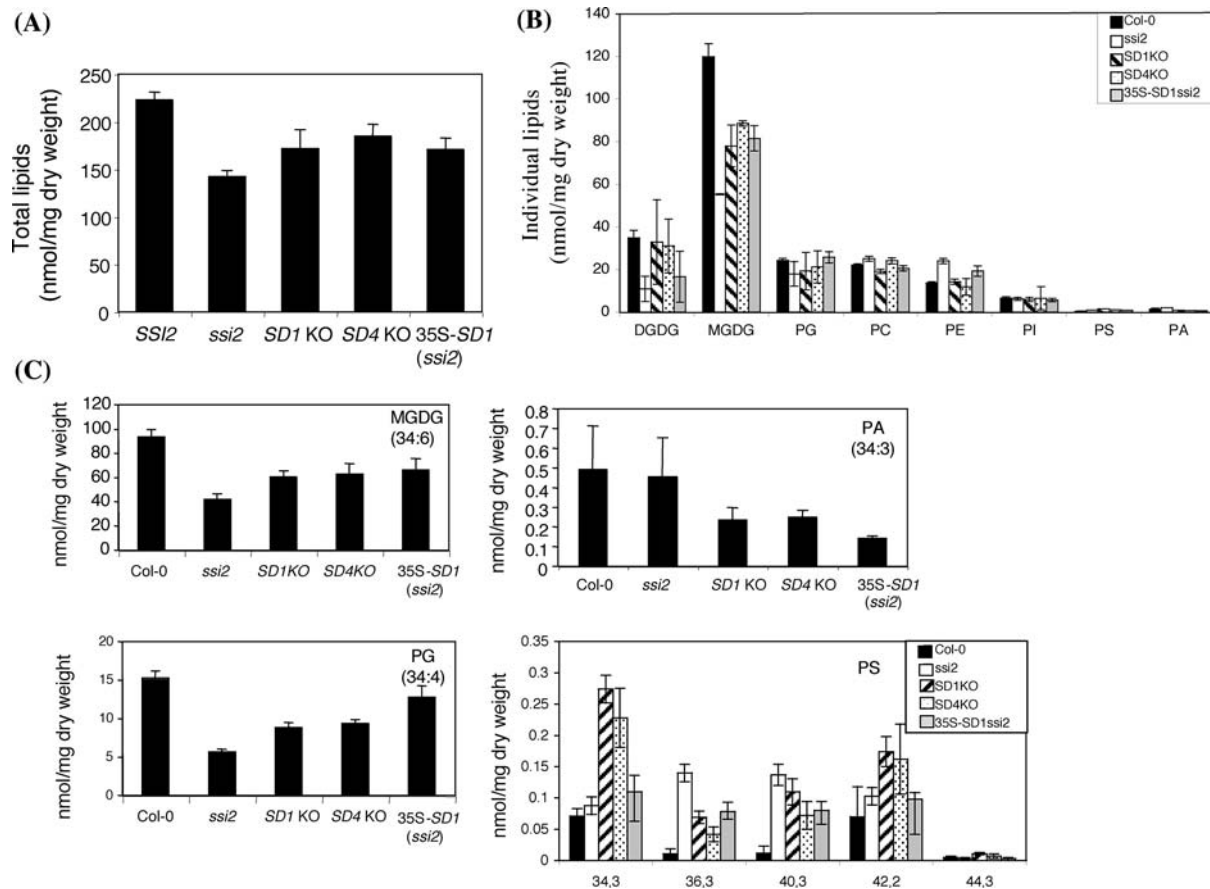 (A)
Total lipids
(nmol/mg dry weight)
250
200
150
100
50
0
SSI2 ssi2 SD1 KO SD4 KO 35S-SD1
(ssi2)
(B)
Individual lipids
(nmol/mg dry weight)
140
120
100
80
60
40
20
0
DGDG MGDG PG PC PE PI PS PA
Col-0
ssi2
SD1KO
SD4KO
35S-SD1ssi2
(C)
nmol/mg dry weight
120
100
80
60
40
20
0
MGDG
(34:6)
Col-0 ssi2 SD1KO SD4KO 35S-SD1
(ssi2)
nmol/mg dry weight
0.8
0.7
0.6
0.5
0.4
0.3
0.2
0.1
0
PA
(34:3)
Col-0 ssi2 SD1 KO SD4 KO 35S-SD1
(ssi2)
nmol/mg dry weight
20
15
10
5
0
PG
(34:4)
Col-0 ssi2 SD1 KO SD4 KO 35S-SD1
(ssi2)
nmol/mg dry weight
0.35
0.3
0.25
0.2
0.15
0.1
0.05
0
PS
Col-0
ssi2
SD1KO
SD4KO
35S-SD1ssi2
34,3 36,3 40,3 42,2 44,3